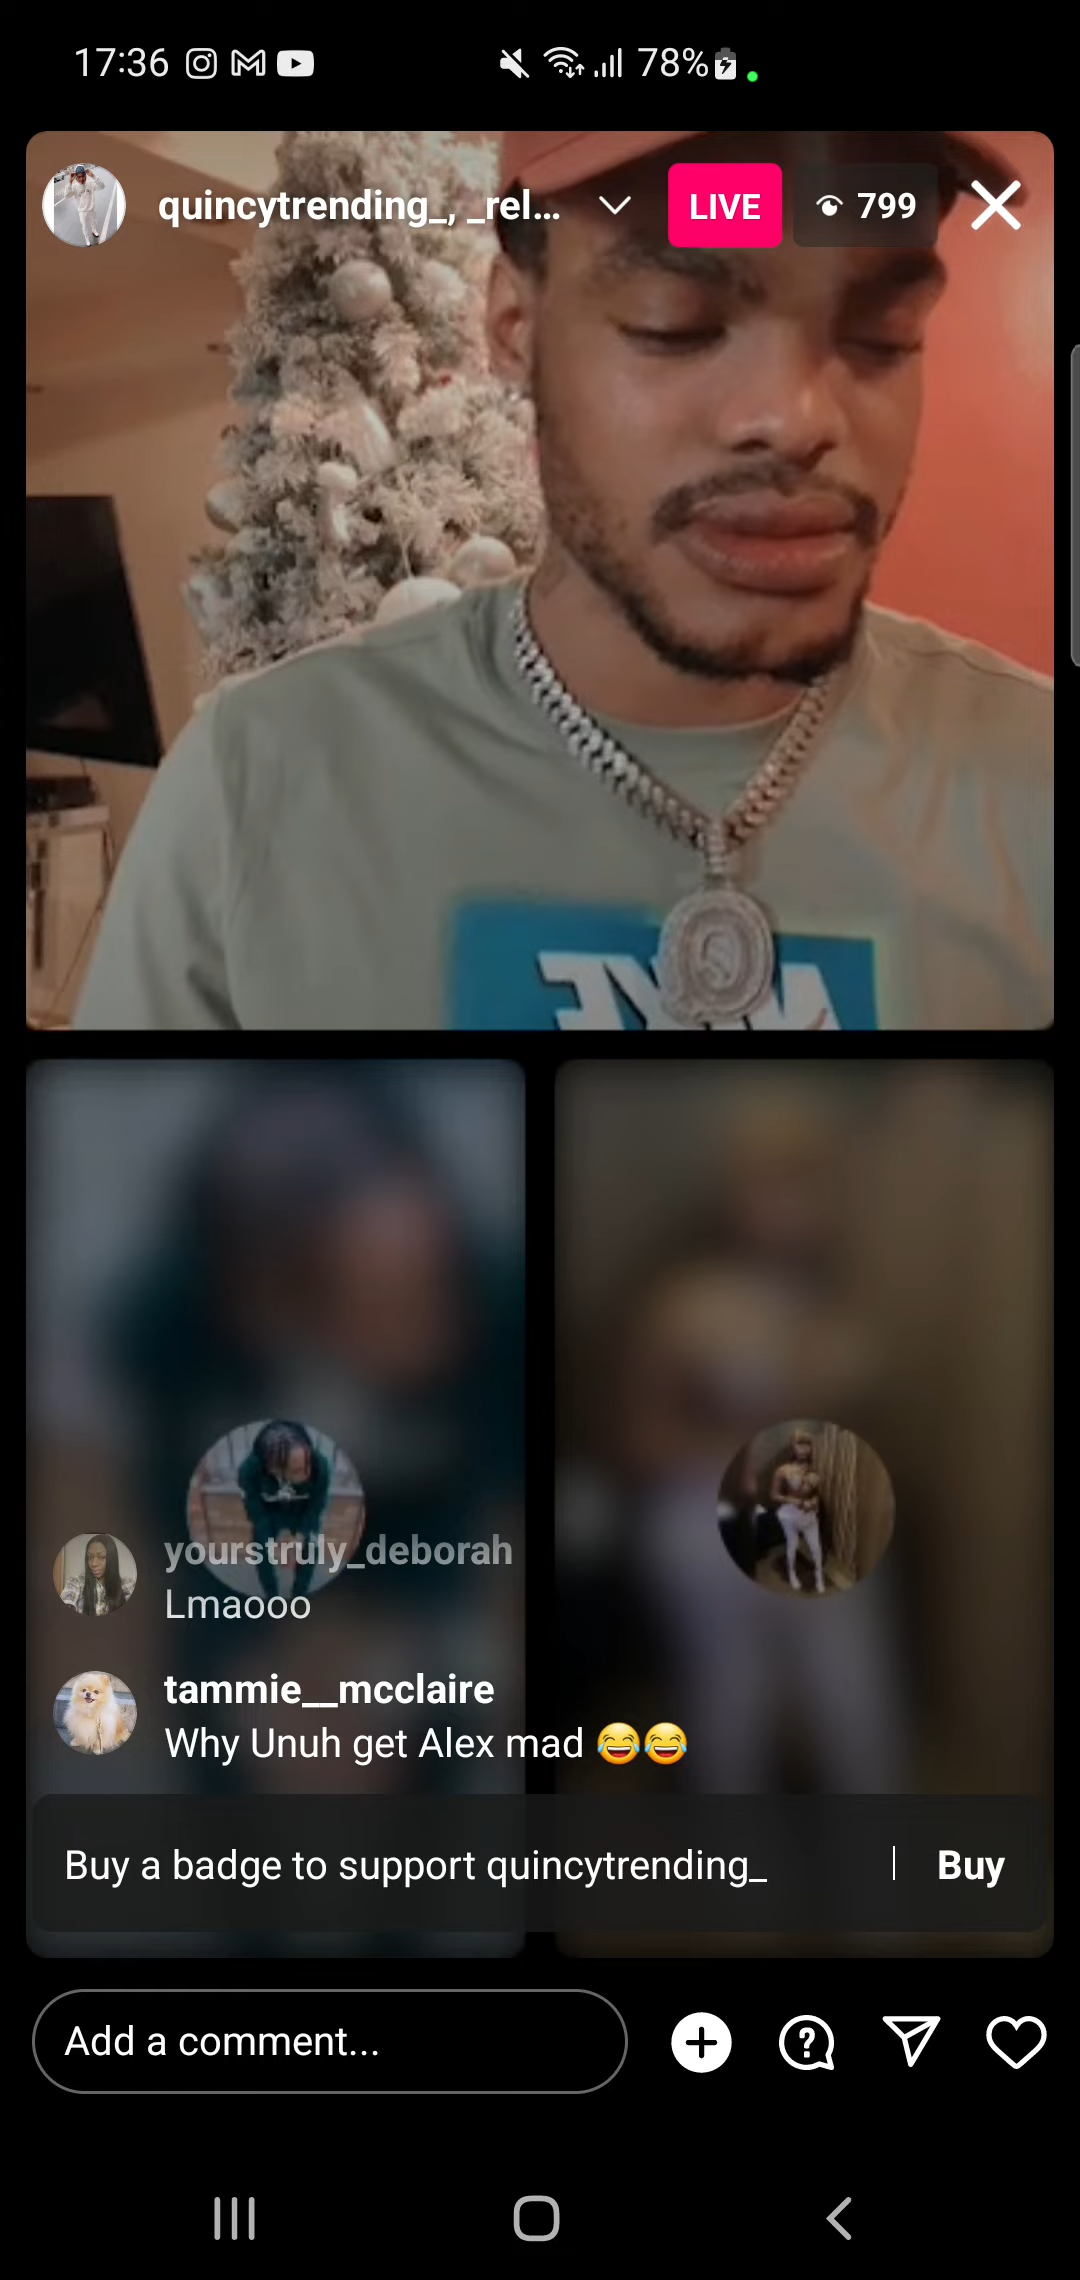 17:36 78%
quincytrending_, _rel... LIVE 799
yourstruly_deborah
Lmaooo
tammie__mcclaire
Why Unuh get Alex mad 😂😂
Buy a badge to support quincytrending_ | Buy
Add a comment...